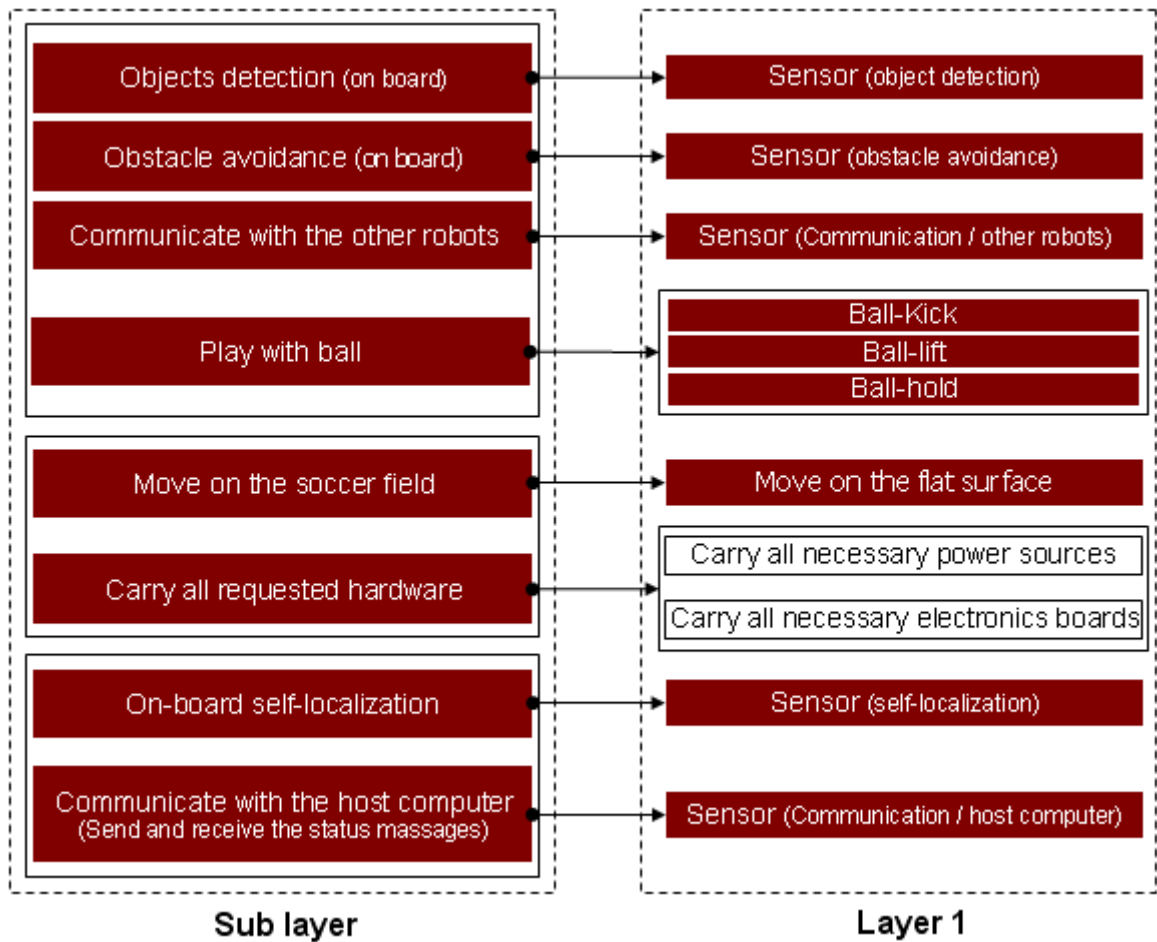 Objects detection (on board)
Sensor (object detection)
Obstacle avoidance (on board)
Sensor (obstacle avoidance)
Communicate with the other robots
Sensor (Communication / other robots)
Play with ball
Ball-Kick
Ball-lift
Ball-hold
Move on the soccer field
Move on the flat surface
Carry all requested hardware
Carry all necessary power sources
Carry all necessary electronics boards
On-board self-localization
Sensor (self-localization)
Communicate with the host computer
(Send and receive the status massages)
Sensor (Communication / host computer)
Sub layer
Layer 1